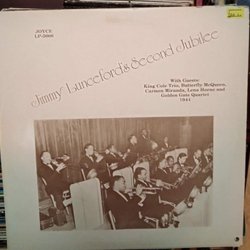 JOYCE
LP-5006
Jimmy Lunceford's Second Jubilee
With Guests:
King Cole Trio, Butterfly McQueen,
Carmen Miranda, Lena Horne and
Golden Gate Quartet
1944